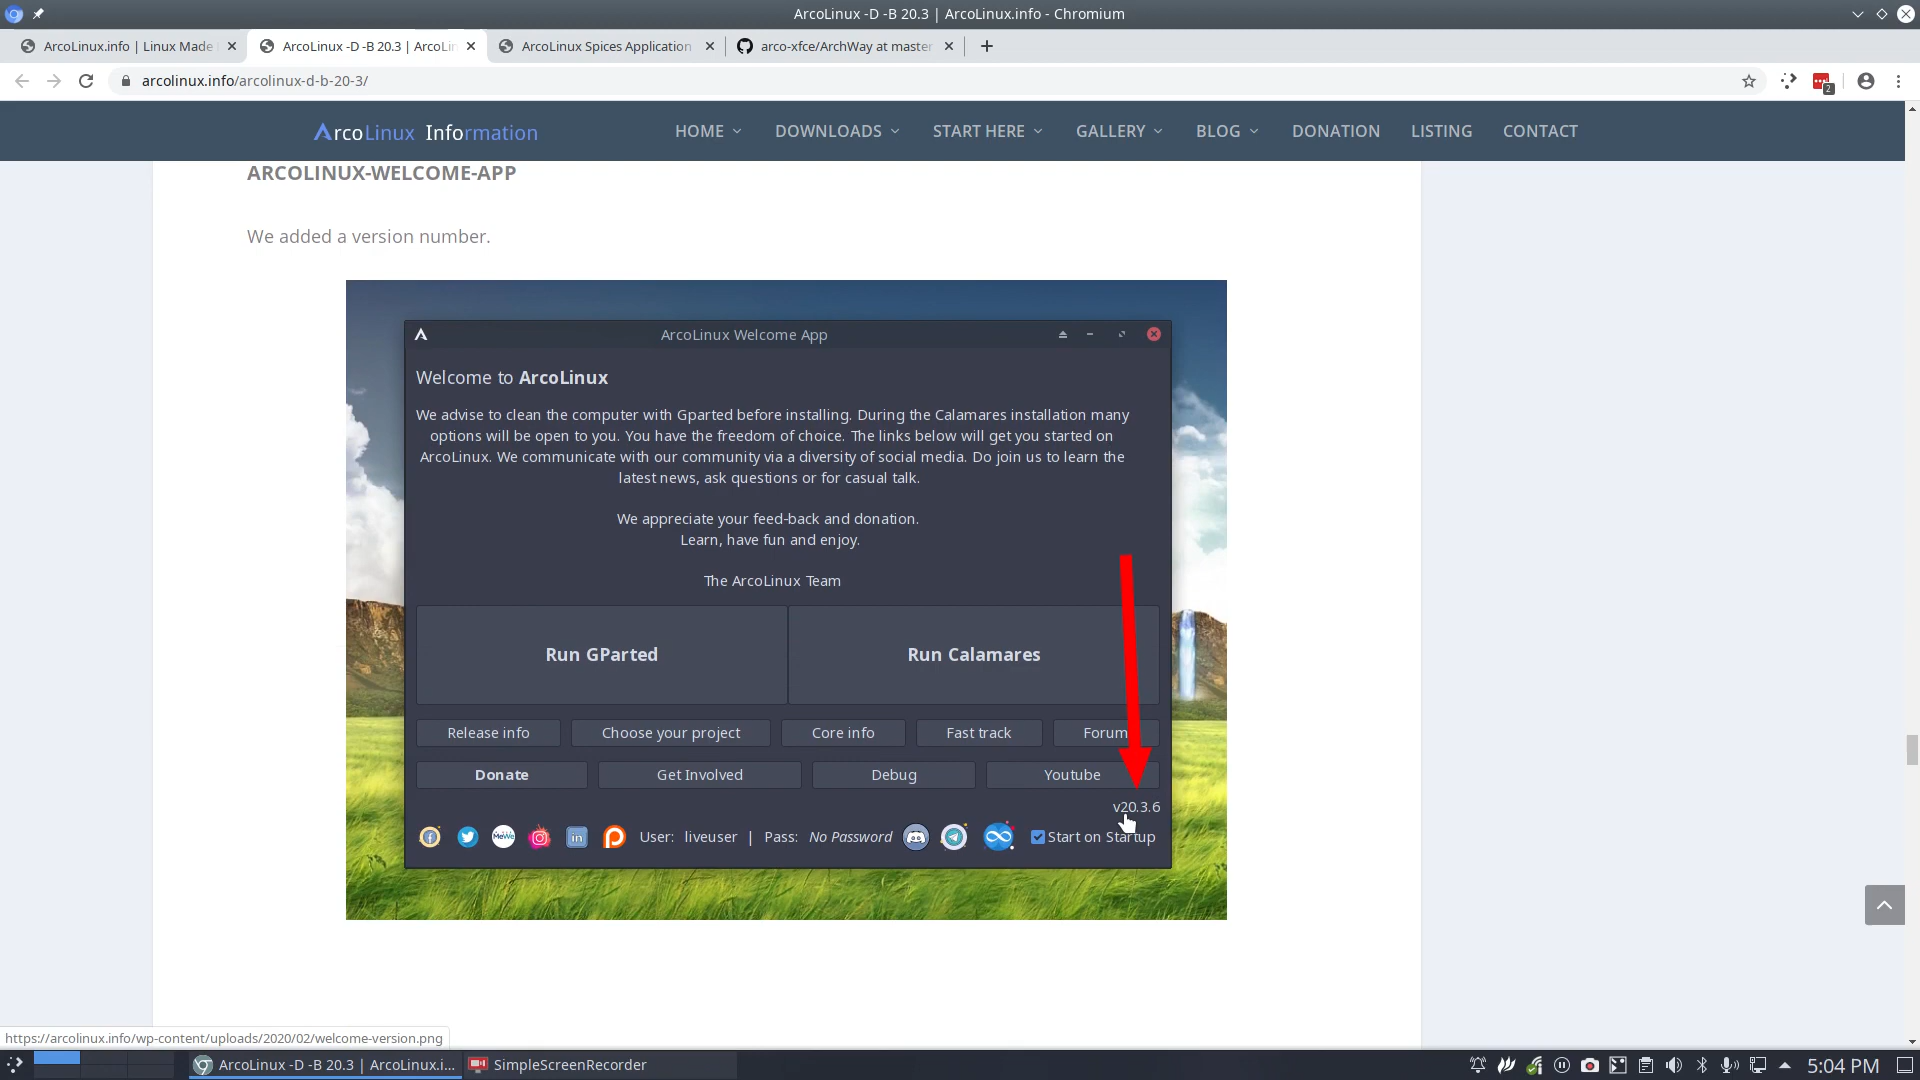 ArcoLinux -D -B 20.3 | ArcoLinux.info - Chromium
ArcoLinux.info | Linux Made
ArcoLinux -D -B 20.3 | ArcoLin
ArcoLinux Spices Application
arco-xfce/ArchWay at master
arcolinux.info/arcolinux-d-b-20-3/
2
ArcoLinux Information
HOME
DOWNLOADS
START HERE
GALLERY
BLOG
DONATION
LISTING
CONTACT
ARCOLINUX-WELCOME-APP
We added a version number.
ArcoLinux Welcome App
Welcome to ArcoLinux
We advise to clean the computer with Gparted before installing. During the Calamares installation many
options will be open to you. You have the freedom of choice. The links below will get you started on
ArcoLinux. We communicate with our community via a diversity of social media. Do join us to learn the
latest news, ask questions or for casual talk.
We appreciate your feed-back and donation.
Learn, have fun and enjoy.
The ArcoLinux Team
Run GParted
Run Calamares
Release info
Choose your project
Core info
Fast track
Forum
Donate
Get Involved
Debug
Youtube
v20.3.6
MeWe
in
User: liveuser | Pass: No Password
Start on Startup
https://arcolinux.info/wp-content/uploads/2020/02/welcome-version.png
ArcoLinux -D -B 20.3 | ArcoLinux.i...
SimpleScreenRecorder
5:04 PM